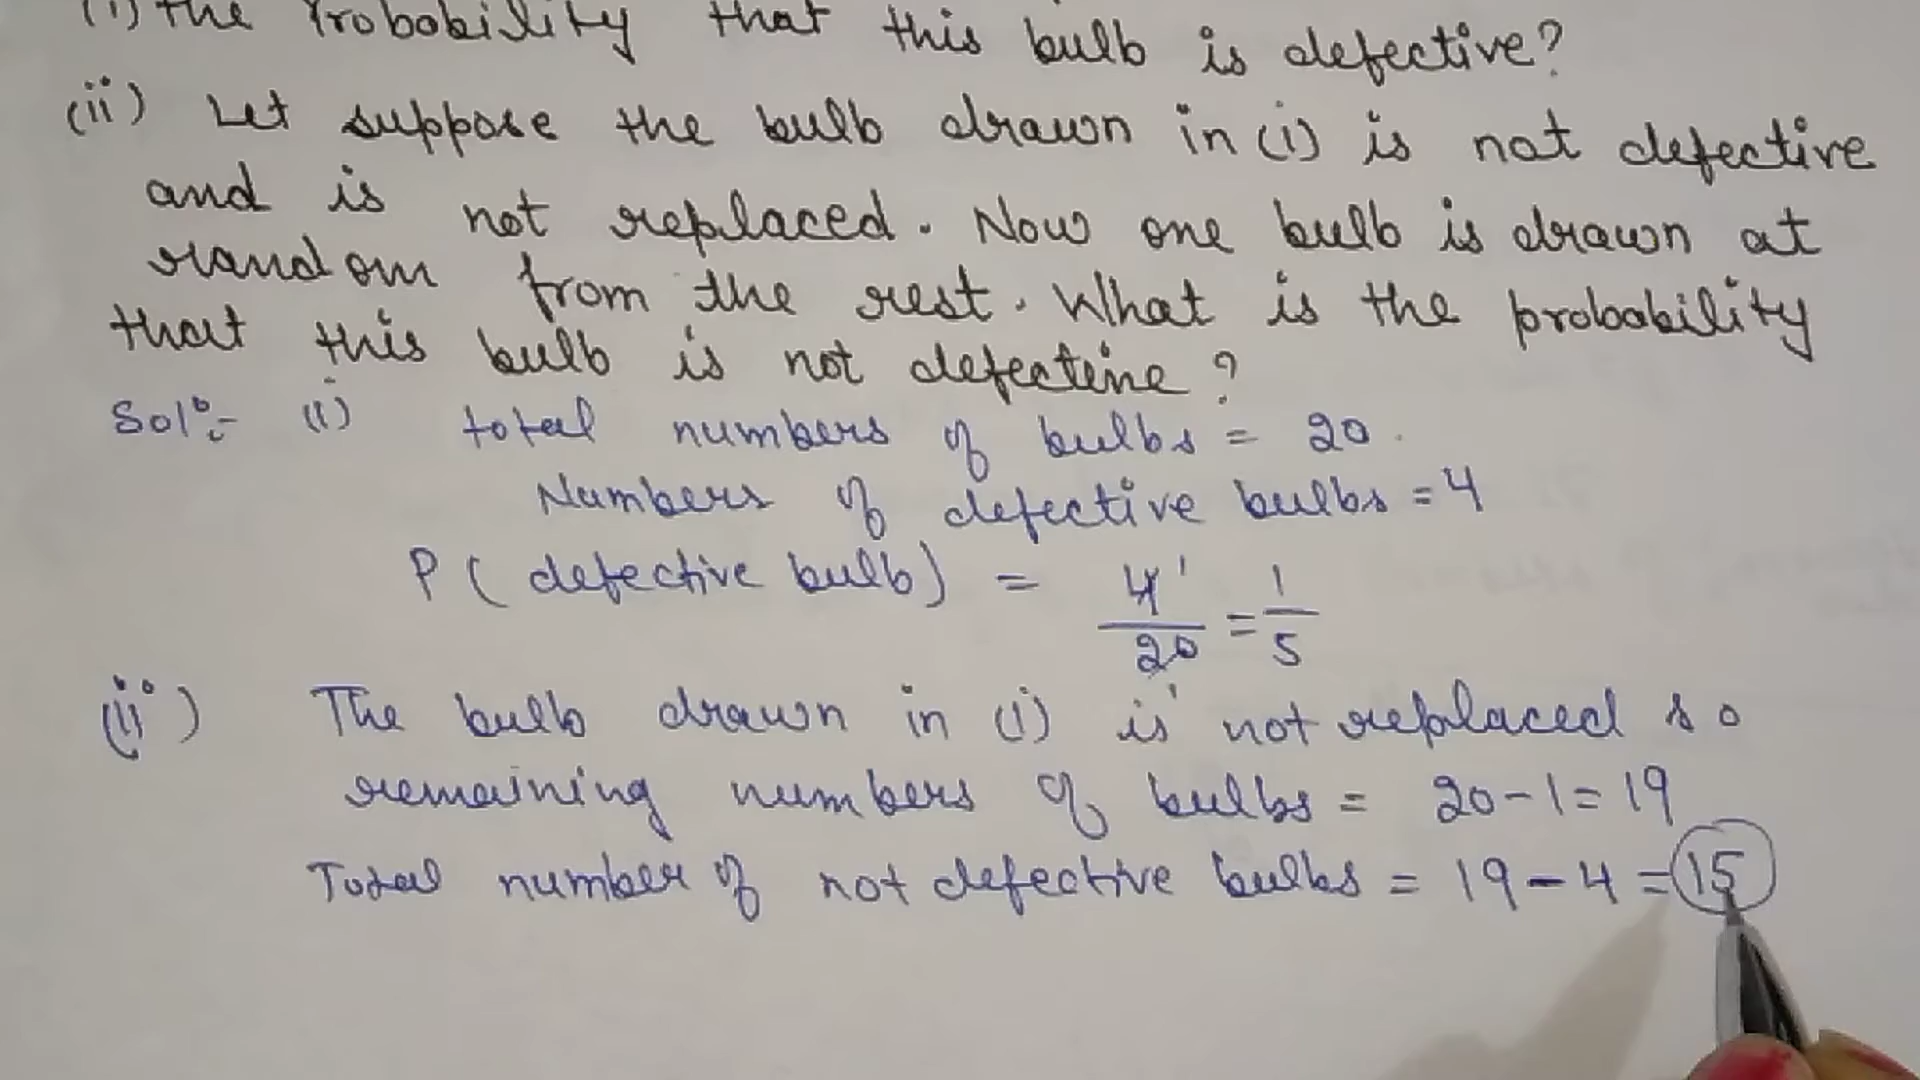 (i) the Probability that this bulb is defective?
(ii) Let suppose the bulb drawn in (i) is not defective
and is not replaced. Now one bulb is drawn at
random from the rest. What is the probability
that this bulb is not defective?
Sol:- (i) total numbers of bulbs = 20.
Numbers of defective bulbs = 4
P ( defective bulb) = 4/20 = 1/5
(ii) The bulb drawn in (i) is not replaced so
remaining numbers of bulbs = 20-1=19
Total number of not defective bulbs = 19-4=15